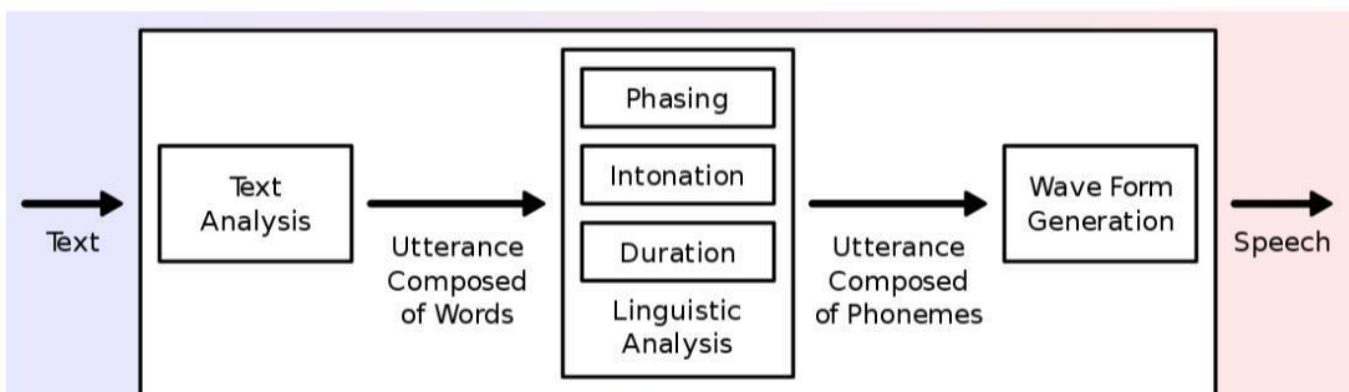 Text
Text
Analysis
Utterance
Composed
of Words
Phasing
Intonation
Duration
Linguistic
Analysis
Utterance
Composed
of Phonemes
Wave Form
Generation
Speech